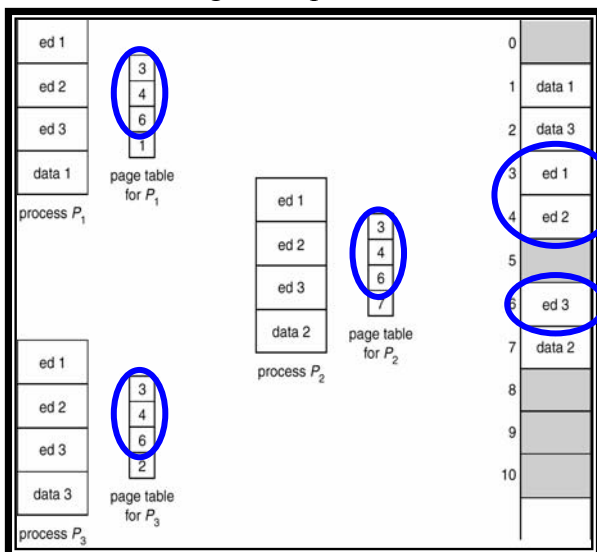 ed 1
ed 2
ed 3
data 1
process P1
3
4
6
1
page table
for P1
ed 1
ed 2
ed 3
data 2
process P2
3
4
6
7
page table
for P2
ed 1
ed 2
ed 3
data 3
process P3
3
4
6
2
page table
for P3
0
1 data 1
2 data 3
3 ed 1
4 ed 2
5
6 ed 3
7 data 2
8
9
10